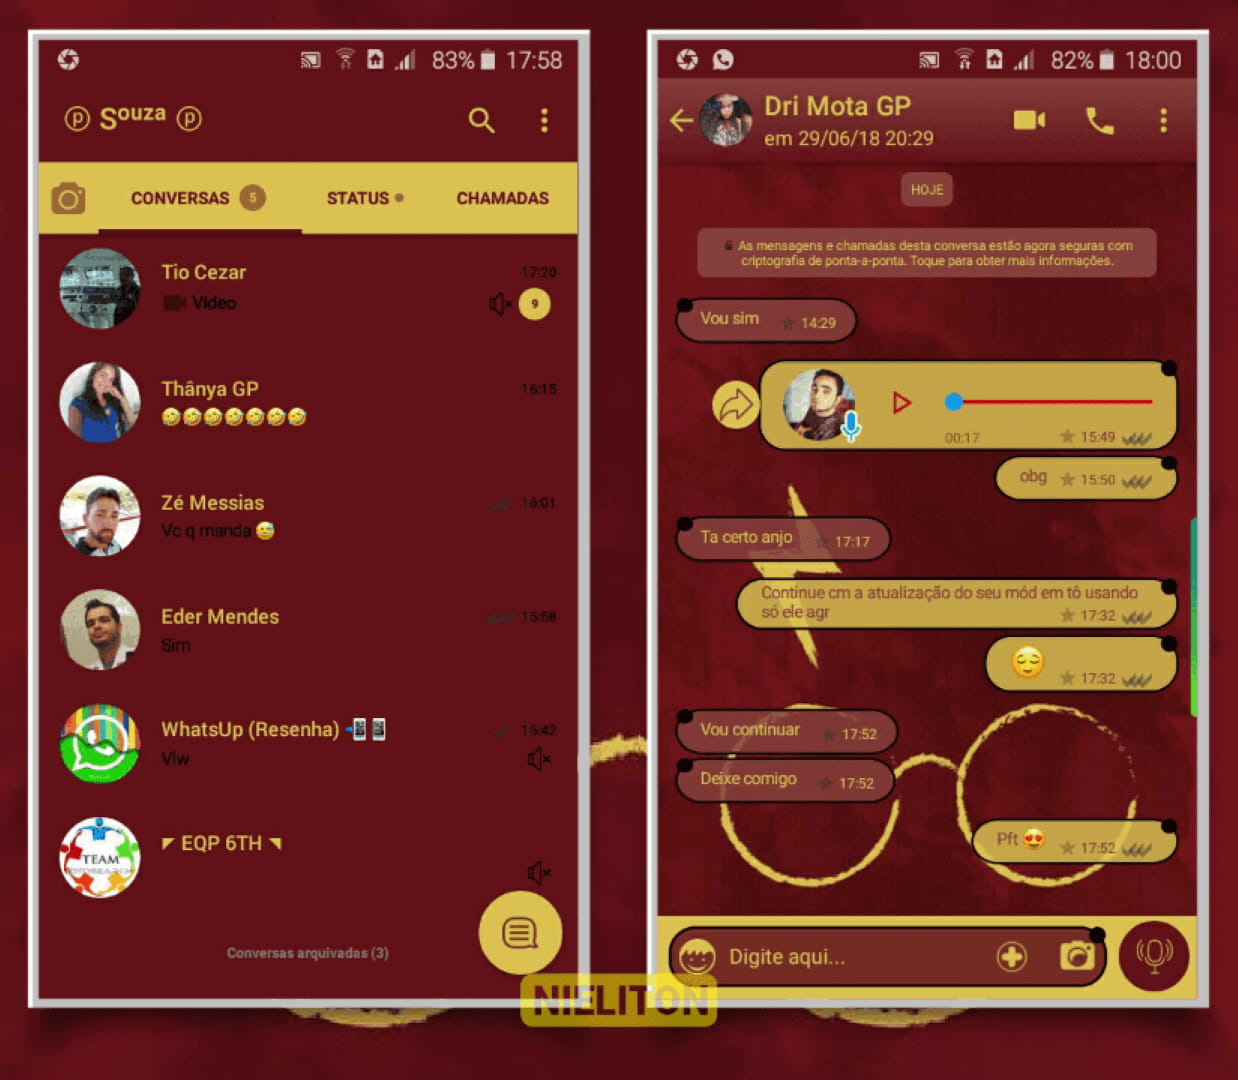 83% 17:58
ⓟ Souza ⓟ
CONVERSAS 5 STATUS CHAMADAS
Tio Cezar 17:20
Video 9
Thânya GP 16:15
🤣🤣🤣🤣🤣🤣🤣
Zé Messias 16:01
Vc q manda 😅
Eder Mendes 15:58
Sim
WhatsUp (Resenha) 📲📱 15:42
Vlw
◤ EQP 6TH ◥
TEAM
Conversas arquivadas (3)
82% 18:00
Dri Mota GP
em 29/06/18 20:29
HOJE
As mensagens e chamadas desta conversa estão agora seguras com
criptografia de ponta-a-ponta. Toque para obter mais informações.
Vou sim 14:29
00:17 15:49
obg 15:50
Ta certo anjo 17:17
Continue cm a atualização do seu mód em tô usando
só ele agr 17:32
😌 17:32
Vou continuar 17:52
Deixe comigo 17:52
Pft 😍 17:52
Digite aqui...
NIELITON